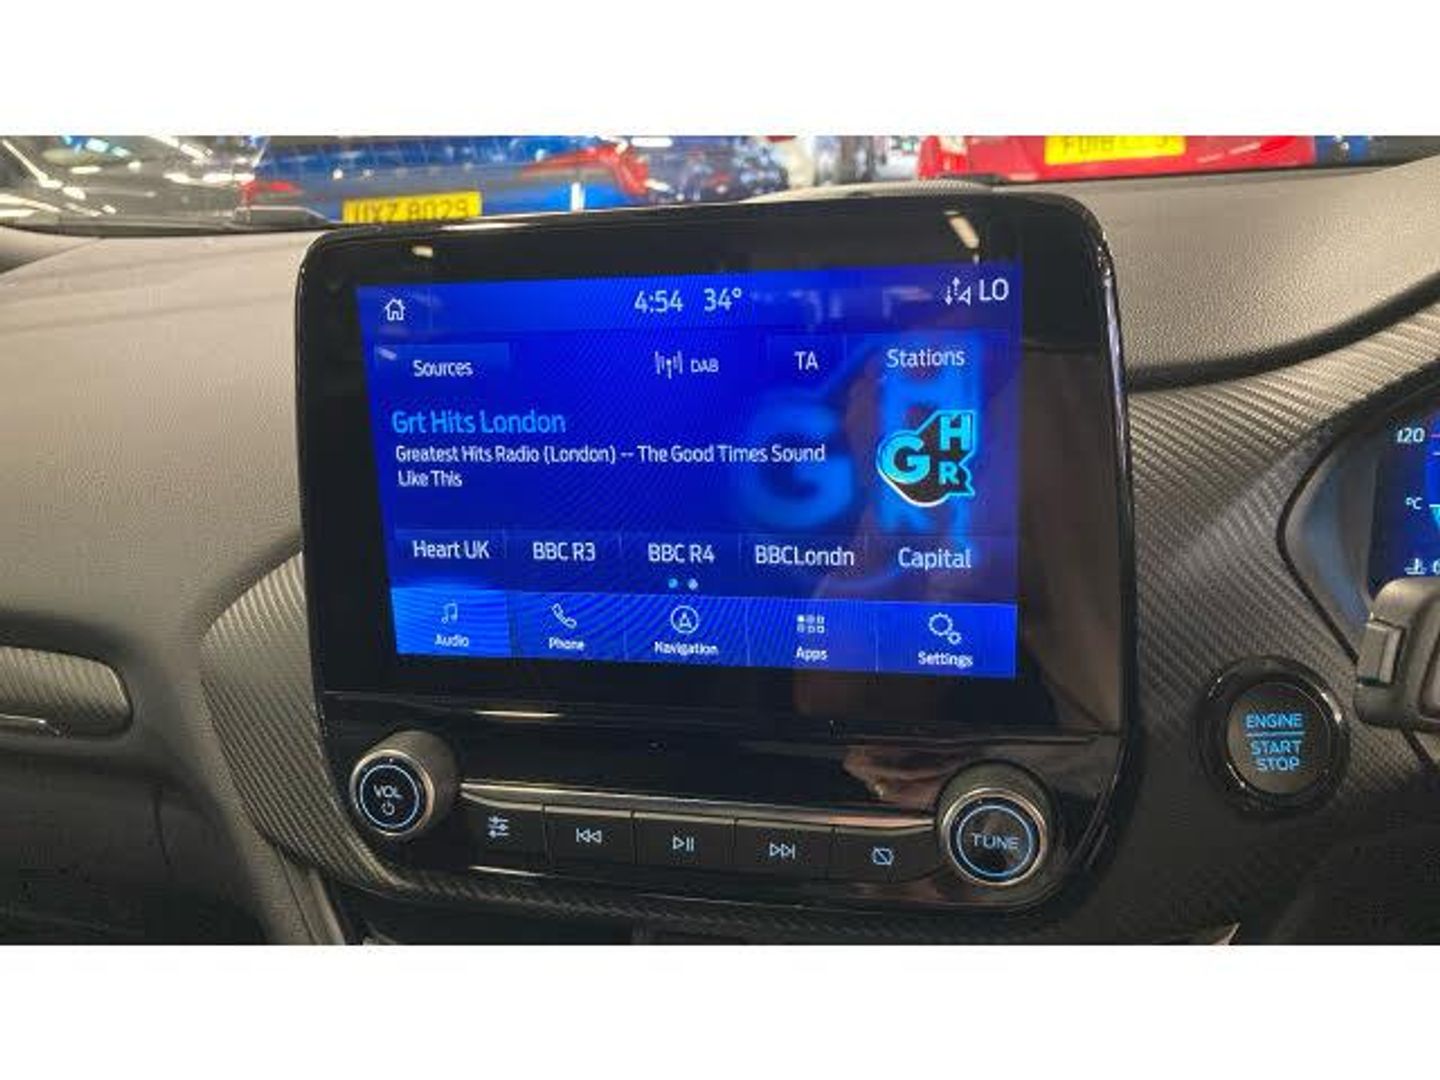 UXZ 8029
4:54 34°
LO
Sources
DAB
TA
Stations
Grt Hits London
Greatest Hits Radio (London) -- The Good Times Sound
Like This
GHR
Heart UK
BBC R3
BBC R4
BBCLondn
Capital
Audio
Phone
Navigation
Apps
Settings
120
°C
VOL
TUNE
ENGINE
START
STOP